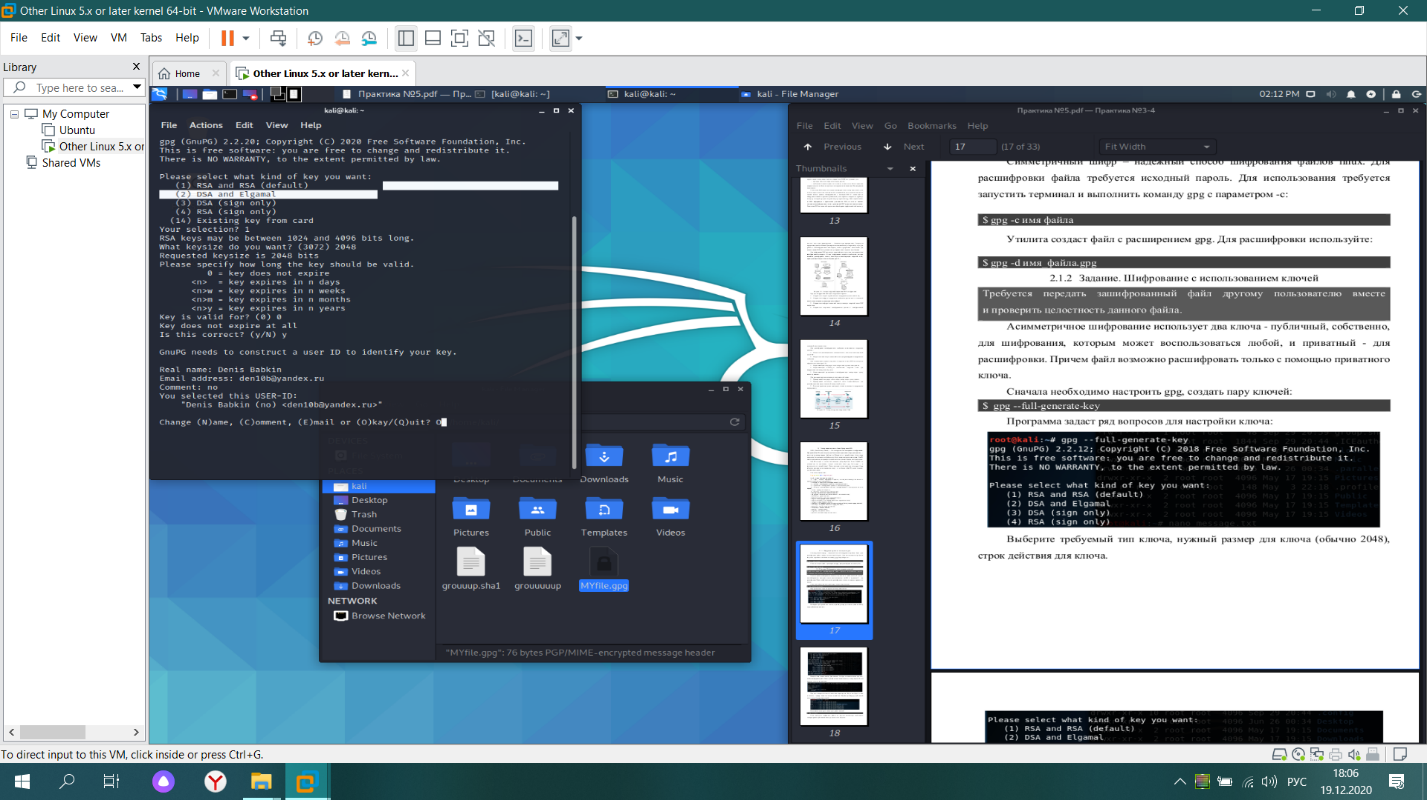 Other Linux 5.x or later kernel 64-bit - VMware Workstation
File Edit View VM Tabs Help
Library
Type here to sea...
My Computer
Ubuntu
Other Linux 5.x or
Shared VMs
Home
Other Linux 5.x or later kern...
Практика №5.pdf — Пр...
[kali@kali: ~]
kali@kali: ~
kali - File Manager
02:12 PM
kali@kali: ~
File Actions Edit View Help
gpg (GnuPG) 2.2.20; Copyright (C) 2020 Free Software Foundation, Inc.
This is free software: you are free to change and redistribute it.
There is NO WARRANTY, to the extent permitted by law.
Please select what kind of key you want:
(1) RSA and RSA (default)
(2) DSA and Elgamal
(3) DSA (sign only)
(4) RSA (sign only)
(14) Existing key from card
Your selection? 1
RSA keys may be between 1024 and 4096 bits long.
What keysize do you want? (3072) 2048
Requested keysize is 2048 bits
Please specify how long the key should be valid.
0 = key does not expire
<n> = key expires in n days
<n>w = key expires in n weeks
<n>m = key expires in n months
<n>y = key expires in n years
Key is valid for? (0) 0
Key does not expire at all
Is this correct? (y/N) y
GnuPG needs to construct a user ID to identify your key.
Real name: Denis Babkin
Email address: den10b@yandex.ru
Comment: no
You selected this USER-ID:
"Denis Babkin (no) <den10b@yandex.ru>"
Change (N)ame, (C)omment, (E)mail or (O)kay/(Q)uit? O
Desktop Documents Downloads Music
Pictures Public Templates Videos
grouuup.sha1 grouuuuup MYfile.gpg
kali
Desktop
Trash
Documents
Music
Pictures
Videos
Downloads
NETWORK
Browse Network
"MYfile.gpg": 76 bytes PGP/MIME-encrypted message header
Практика №5.pdf — Практика №3-4
File Edit View Go Bookmarks Help
Previous Next 17 (17 of 33) Fit Width
Thumbnails
13
14
15
16
17
18
Симметричный шифр – надежный способ шифрования файлов linux. Для
расшифровки файла требуется исходный пароль. Для использования требуется
запустить терминал и выполнить команду gpg с параметром -c:
$ gpg -c имя файла
Утилита создаст файл с расширением gpg. Для расшифровки используйте:
$ gpg -d имя_файла.gpg
2.1.2 Задание. Шифрование с использованием ключей
Требуется передать зашифрованный файл другому пользователю вместе
и проверить целостность данного файла.
Асимметричное шифрование использует два ключа - публичный, собственно,
для шифрования, которым может воспользоваться любой, и приватный - для
расшифровки. Причем файл возможно расшифровать только с помощью приватного
ключа.
Сначала необходимо настроить gpg, создать пару ключей:
$ gpg --full-generate-key
Программа задаст ряд вопросов для настройки ключа:
root@kali:~# gpg --full-generate-key
gpg (GnuPG) 2.2.12; Copyright (C) 2018 Free Software Foundation, Inc.
This is free software: you are free to change and redistribute it.
There is NO WARRANTY, to the extent permitted by law.
Please select what kind of key you want:
(1) RSA and RSA (default)
(2) DSA and Elgamal
(3) DSA (sign only)
(4) RSA (sign only)
Выберите требуемый тип ключа, нужный размер для ключа (обычно 2048),
строк действия для ключа.
Please select what kind of key you want:
(1) RSA and RSA (default)
(2) DSA and Elgamal
To direct input to this VM, click inside or press Ctrl+G.
РУС
18:06
19.12.2020